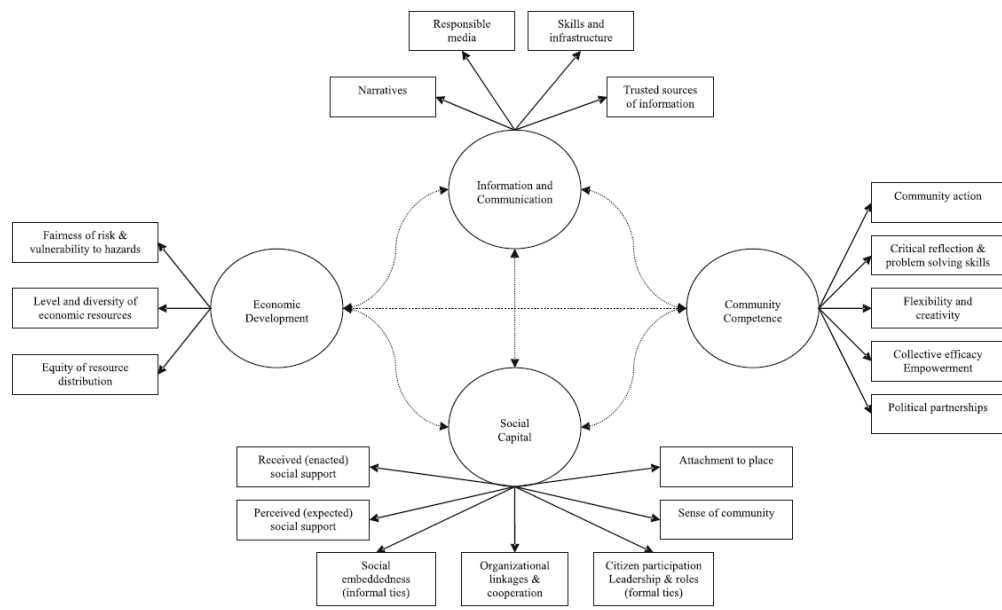 Responsible
media
Skills and
infrastructure
Narratives
Trusted sources
of information
Information and
Communication
Fairness of risk &
vulnerability to hazards
Level and diversity of
economic resources
Equity of resource
distribution
Economic
Development
Community
Competence
Community action
Critical reflection &
problem solving skills
Flexibility and
creativity
Collective efficacy
Empowerment
Political partnerships
Social
Capital
Received (enacted)
social support
Perceived (expected)
social support
Social
embeddedness
(informal ties)
Organizational
linkages &
cooperation
Citizen participation
Leadership & roles
(formal ties)
Attachment to place
Sense of community